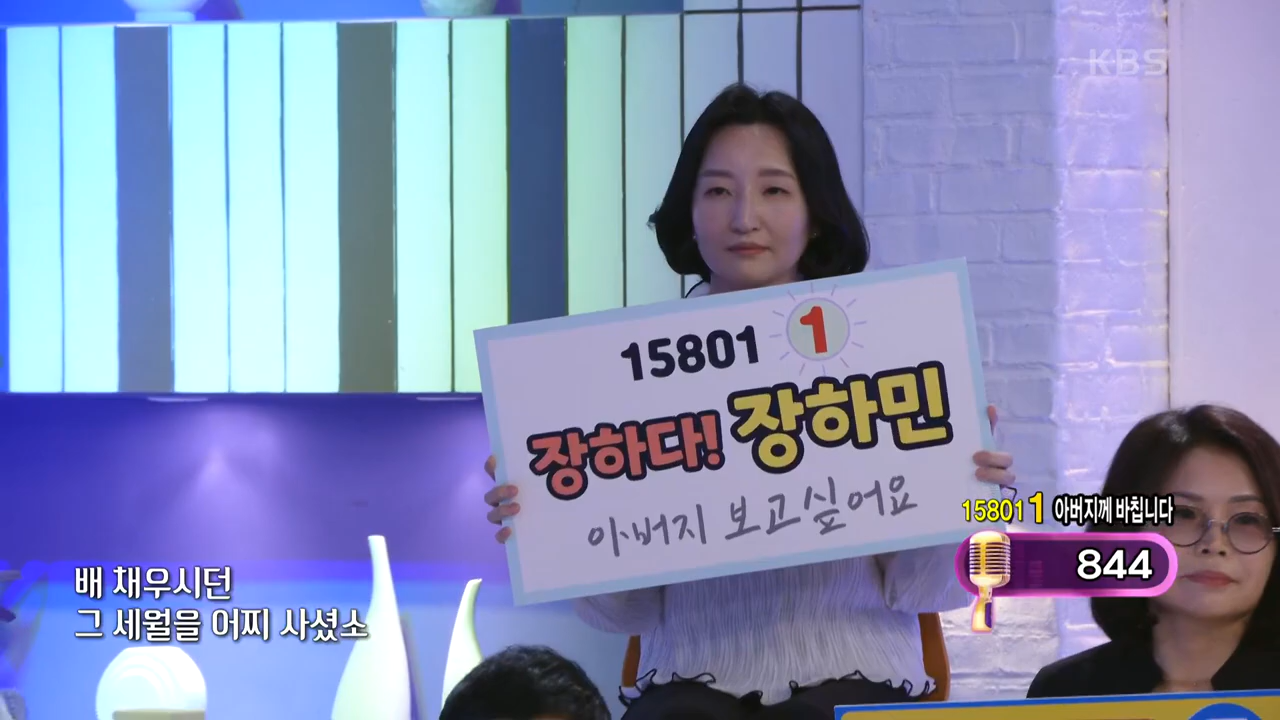 KBS
15801 1
장하다! 장하민
아버지 보고싶어요
158011 아버지께 바칩니다
844
배 채우시던
그 세월을 어찌 사셨소